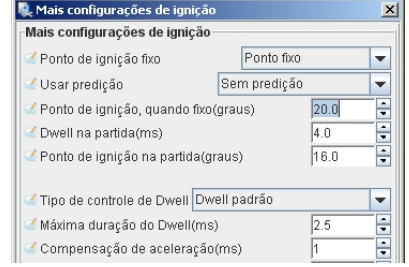 Mais configurações de ignição
Mais configurações de ignição
Ponto de ignição fixo Ponto fixo
Usar predição Sem predição
Ponto de ignição, quando fixo(graus) 20.0
Dwell na partida(ms) 4.0
Ponto de ignição na partida(graus) 16.0
Tipo de controle de Dwell Dwell padrão
Máxima duração do Dwell(ms) 2.5
Compensação de aceleração(ms) 1